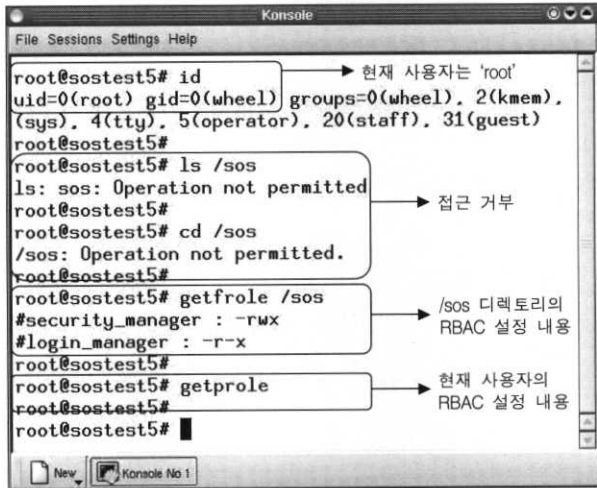 Konsole
File Sessions Settings Help
root@sostest5# id
현재 사용자는 'root'
uid=0(root) gid=0(wheel) groups=0(wheel), 2(kmem),
(sys), 4(tty), 5(operator), 20(staff), 31(guest)
root@sostest5#
root@sostest5# ls /sos
ls: sos: Operation not permitted
root@sostest5#
접근 거부
root@sostest5# cd /sos
/sos: Operation not permitted.
root@sostest5#
root@sostest5# getfrole /sos
#security_manager : -rwx
#login_manager : -r-x
/sos 디렉토리의
RBAC 설정 내용
root@sostest5#
root@sostest5# getprole
root@sostest5#
현재 사용자의
RBAC 설정 내용
root@sostest5#
New
Konsole No 1